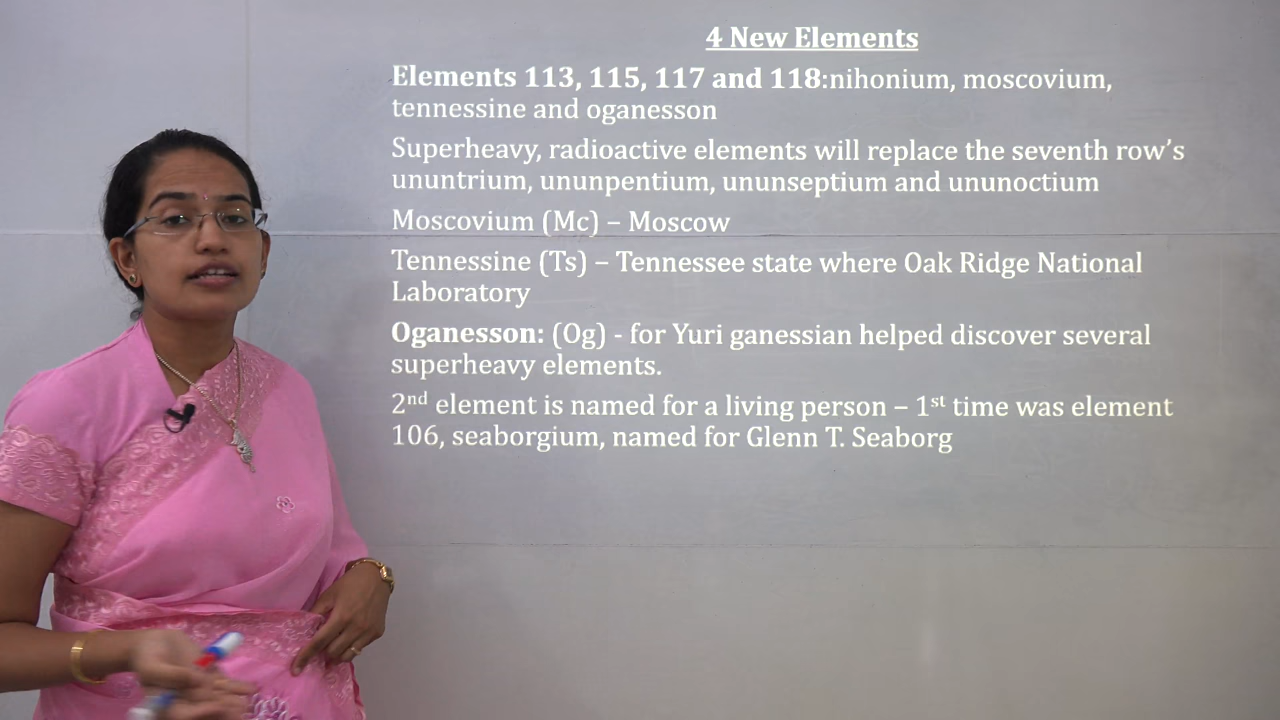 4 New Elements
Elements 113, 115, 117 and 118:nihonium, moscovium,
tennessine and oganesson
Superheavy, radioactive elements will replace the seventh row’s
ununtrium, ununpentium, ununseptium and ununoctium
Moscovium (Mc) – Moscow
Tennessine (Ts) – Tennessee state where Oak Ridge National
Laboratory
Oganesson: (Og) - for Yuri ganessian helped discover several
superheavy elements.
2nd element is named for a living person – 1st time was element
106, seaborgium, named for Glenn T. Seaborg